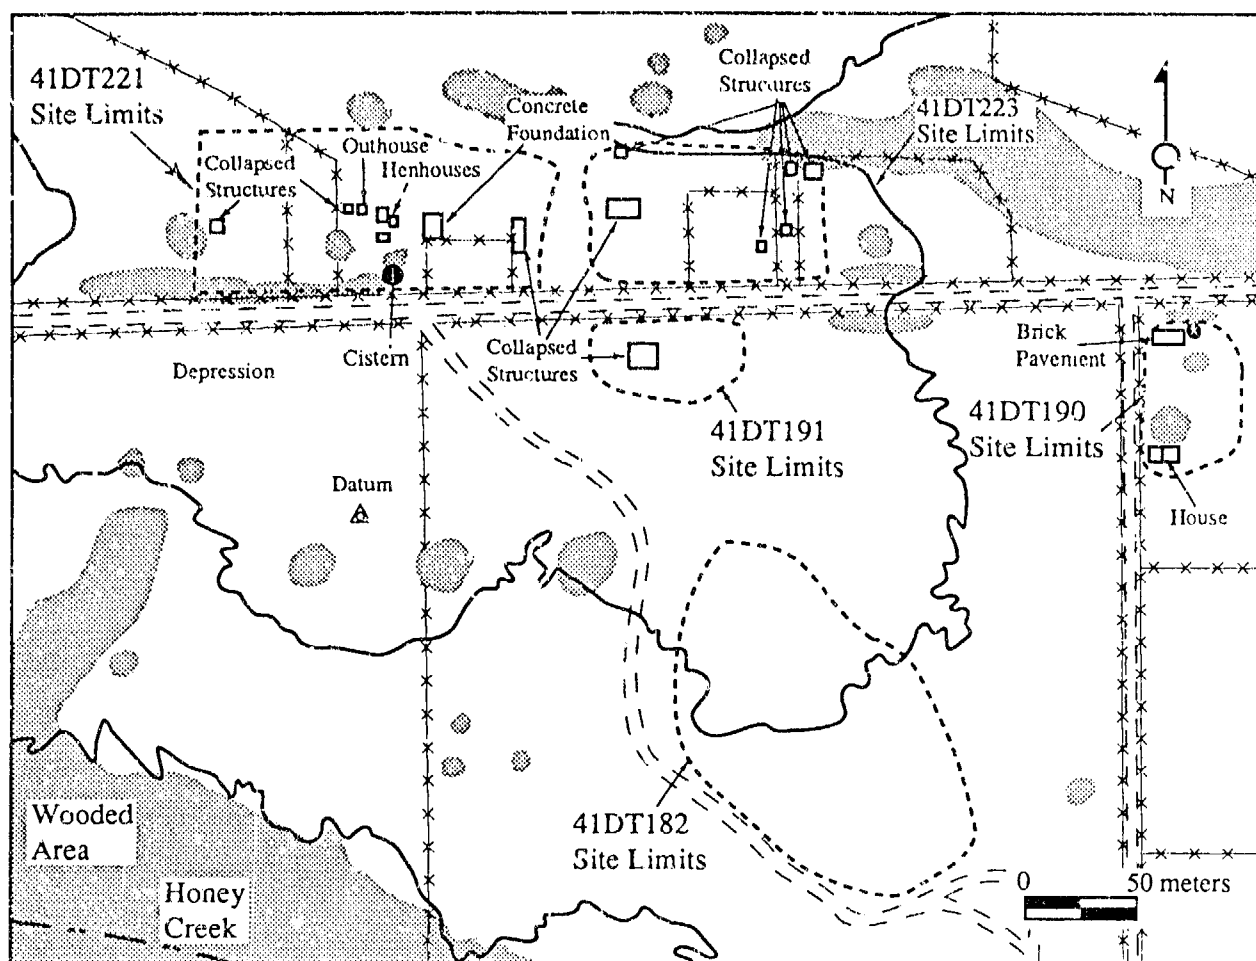 41DT221
Site Limits
Collapsed
Structures
Outhouse
Henhouses
Concrete
Foundation
Collapsed
Structures
41DT223
Site Limits
N
Depression
Cistern
Collapsed
Structures
41DT191
Site Limits
Brick
Pavement
41DT190
Site Limits
House
Datum
41DT182
Site Limits
Wooded
Area
Honey
Creek
0 50 meters